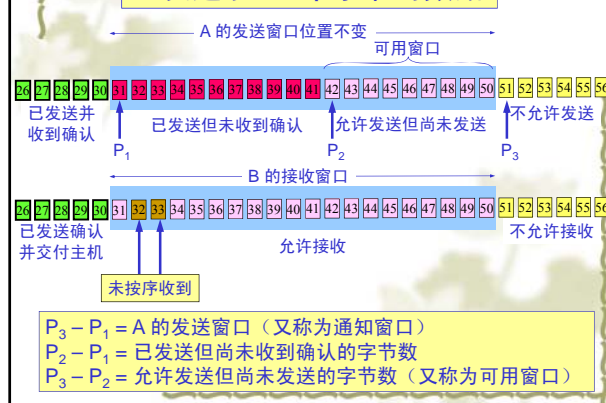 A 的发送窗口位置不变
可用窗口
26 27 28 29 30 31 32 33 34 35 36 37 38 39 40 41 42 43 44 45 46 47 48 49 50 51 52 53 54 55 56
已发送并
收到确认
已发送但未收到确认
允许发送但尚未发送
不允许发送
P1
P2
P3
B 的接收窗口
26 27 28 29 30 31 32 33 34 35 36 37 38 39 40 41 42 43 44 45 46 47 48 49 50 51 52 53 54 55 56
已发送确认
并交付主机
允许接收
不允许接收
未按序收到
P3 – P1 = A 的发送窗口（又称为通知窗口）
P2 – P1 = 已发送但尚未收到确认的字节数
P3 – P2 = 允许发送但尚未发送的字节数（又称为可用窗口）